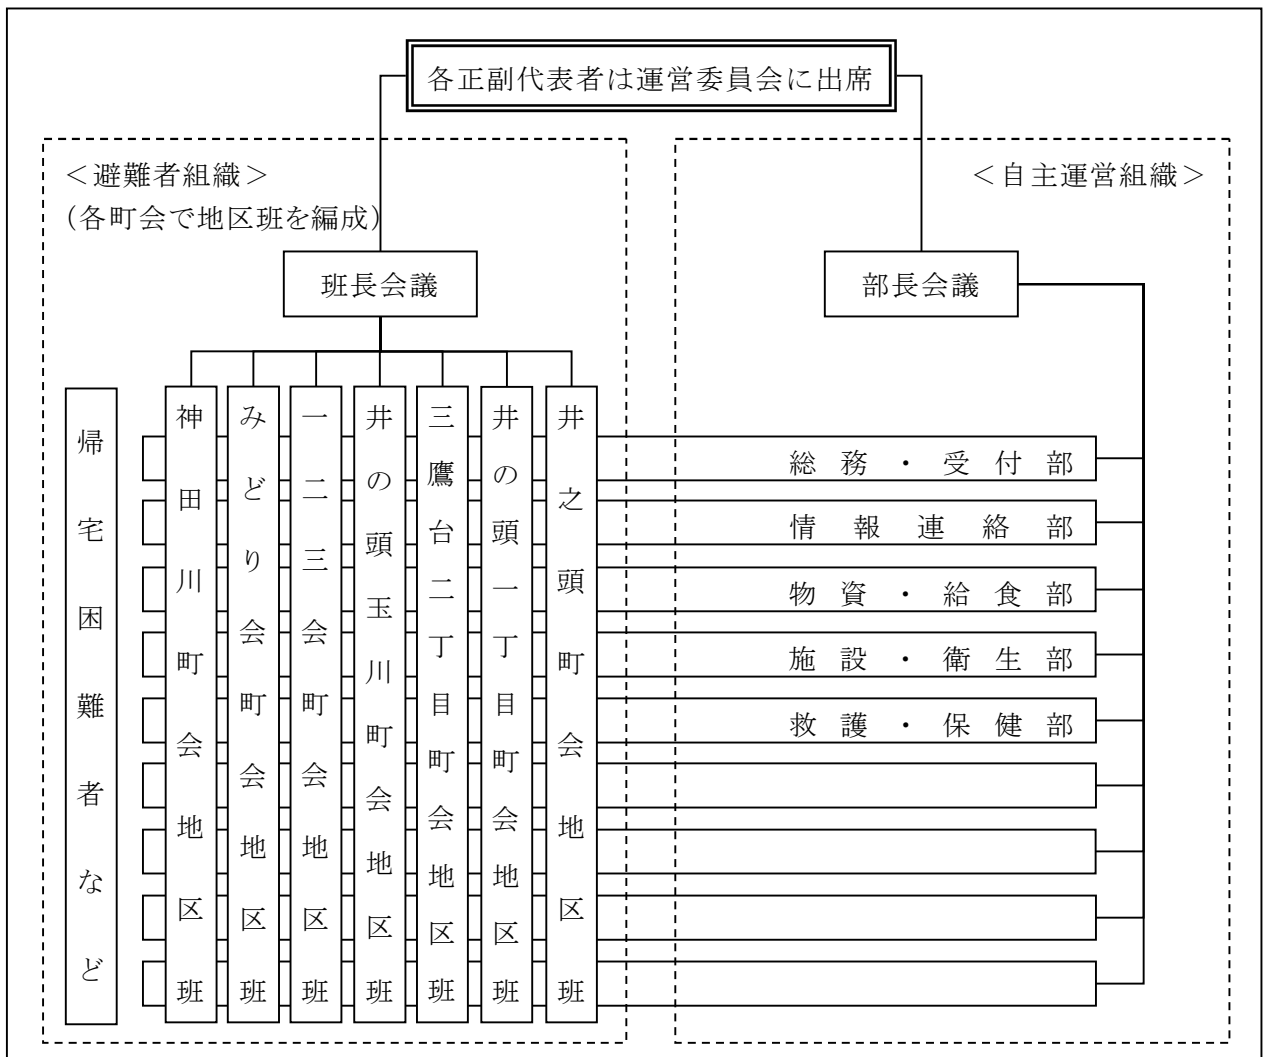 各正副代表者は運営委員会に出席
＜避難者組織＞
（各町会で地区班を編成）
＜自主運営組織＞
班長会議
部長会議
帰宅困難者など
神田川町会地区班
みどり会町会地区班
一二三会町会地区班
井の頭玉川町会地区班
三鷹台二丁目町会地区班
井の頭一丁目町会地区班
井之頭町会地区班
総務・受付部
情報連絡部
物資・給食部
施設・衛生部
救護・保健部